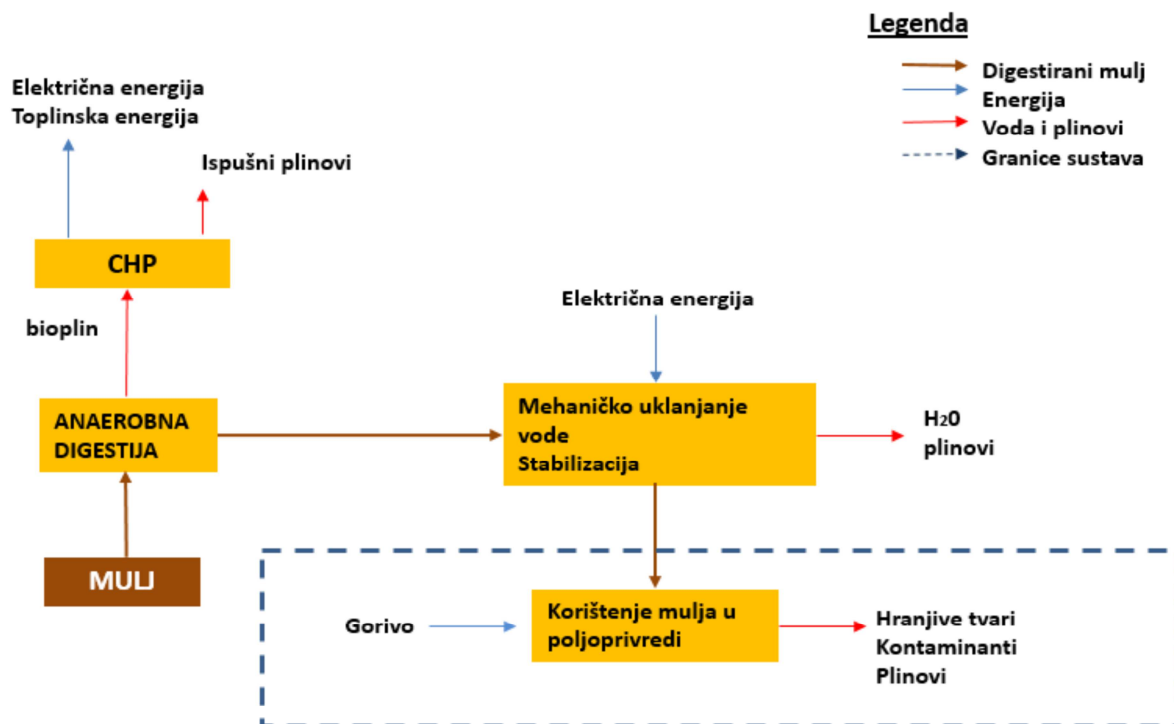 Legenda
Digestirani mulj
Energija
Voda i plinovi
Granice sustava
Električna energija
Toplinska energija
Ispušni plinovi
CHP
bioplin
Električna energija
ANAEROBNA
DIGESTIJA
Mehaničko uklanjanje
vode
Stabilizacija
H₂0
plinovi
MULJ
Gorivo
Korištenje mulja u
poljoprivredi
Hranjive tvari
Kontaminanti
Plinovi